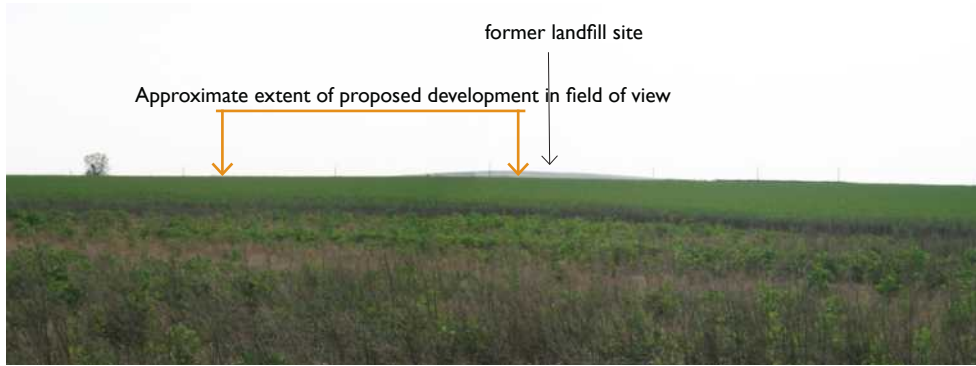 former landfill site
Approximate extent of proposed development in field of view